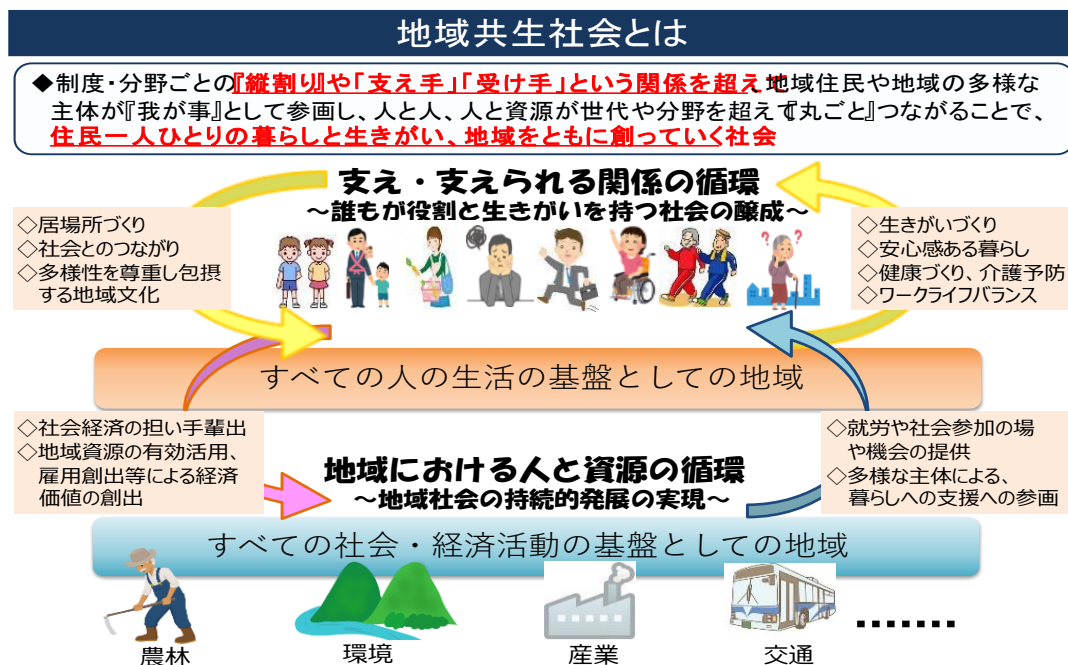 地域共生社会とは
◆制度・分野ごとの『縦割り』や「支え手」「受け手」という関係を超えて地域住民や地域の多様な
主体が『我が事』として参画し、人と人、人と資源が世代や分野を超えて『丸ごと』つながることで、
住民一人ひとりの暮らしと生きがい、地域をともに創っていく社会
支え・支えられる関係の循環
～誰もが役割と生きがいを持つ社会の醸成～
◇居場所づくり
◇社会とのつながり
◇多様性を尊重し包摂
する地域文化
◇生きがいづくり
◇安心感ある暮らし
◇健康づくり、介護予防
◇ワークライフバランス
? ?
すべての人の生活の基盤としての地域
◇社会経済の担い手輩出
◇地域資源の有効活用、
雇用創出等による経済
価値の創出
◇就労や社会参加の場
や機会の提供
◇多様な主体による、
暮らしへの支援への参画
地域における人と資源の循環
～地域社会の持続的発展の実現～
すべての社会・経済活動の基盤としての地域
農林
環境
産業
交通
･･･････